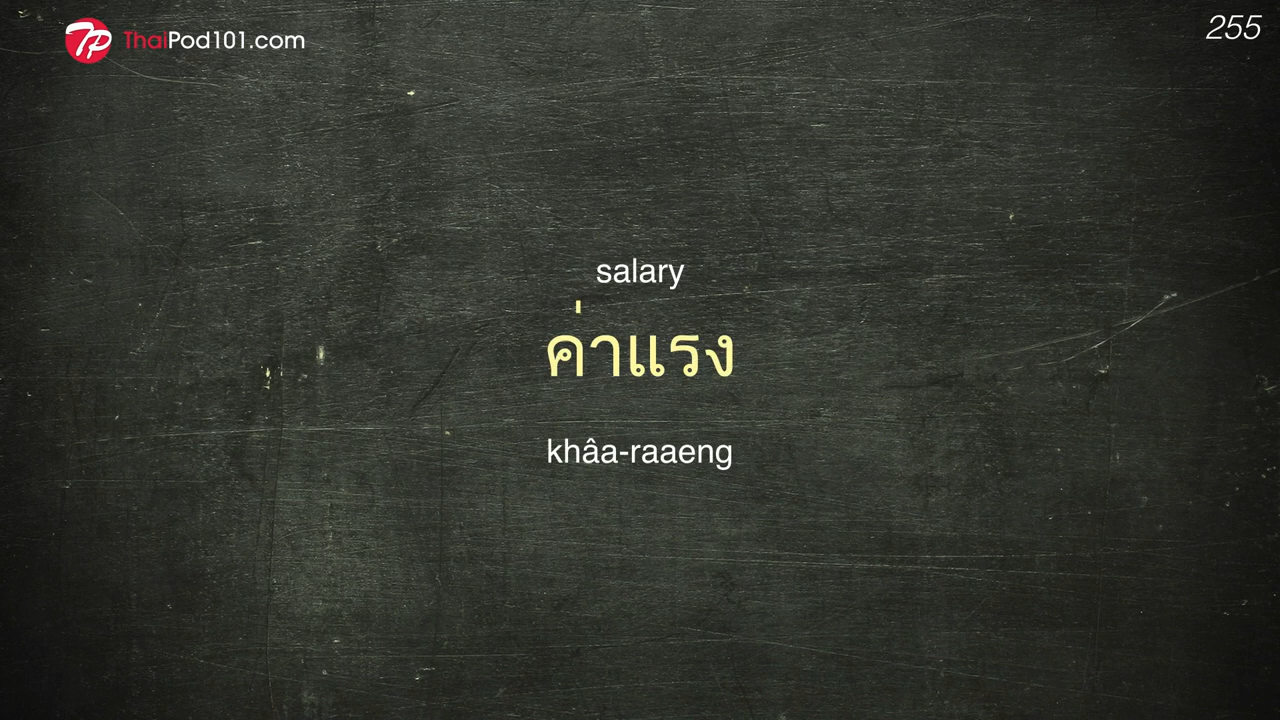 ThaiPod101.com
255
salary
ค่าแรง
khâa-raaeng